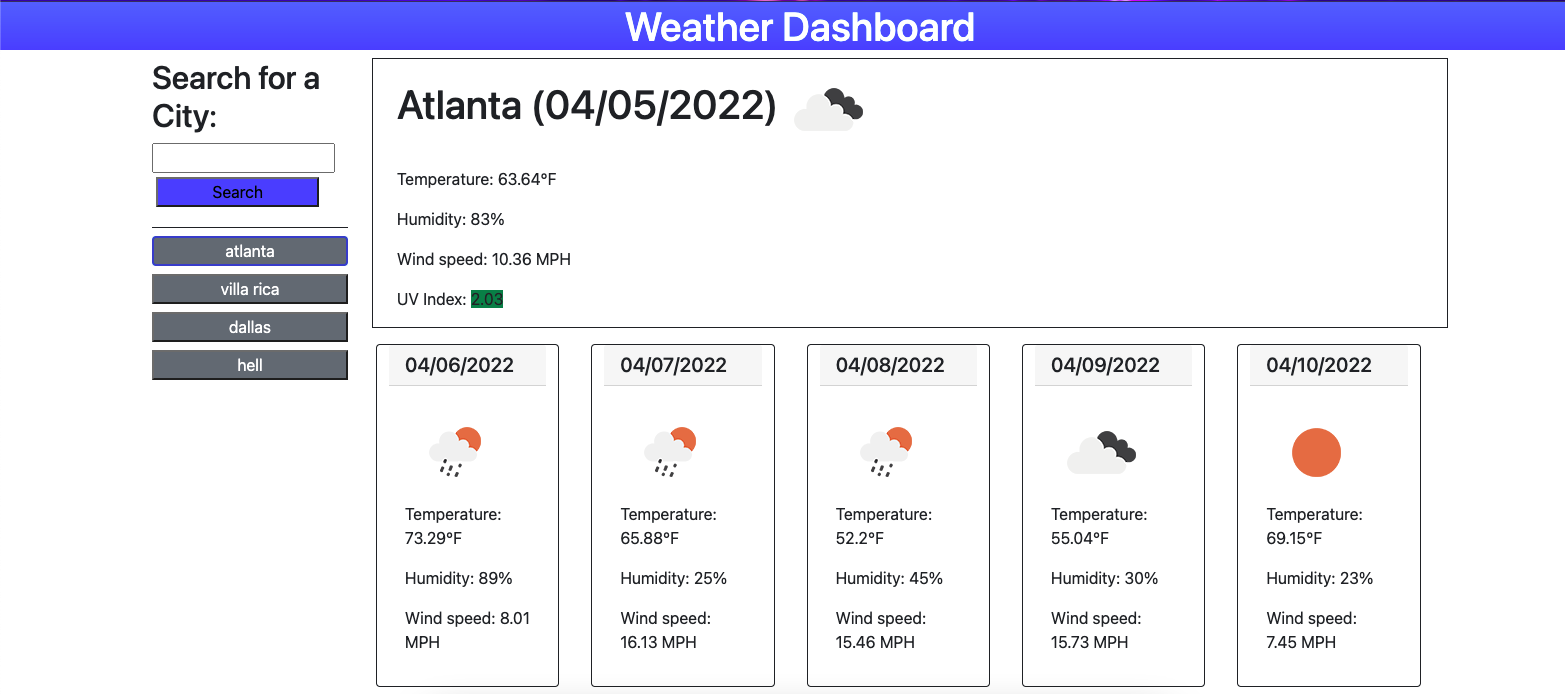 Weather Dashboard
Search for a
City:
Search
atlanta
villa rica
dallas
hell
Atlanta (04/05/2022)
Temperature: 63.64°F
Humidity: 83%
Wind speed: 10.36 MPH
UV Index: 2.03
04/06/2022
Temperature:
73.29°F
Humidity: 89%
Wind speed: 8.01
MPH
04/07/2022
Temperature:
65.88°F
Humidity: 25%
Wind speed:
16.13 MPH
04/08/2022
Temperature:
52.2°F
Humidity: 45%
Wind speed:
15.46 MPH
04/09/2022
Temperature:
55.04°F
Humidity: 30%
Wind speed:
15.73 MPH
04/10/2022
Temperature:
69.15°F
Humidity: 23%
Wind speed:
7.45 MPH